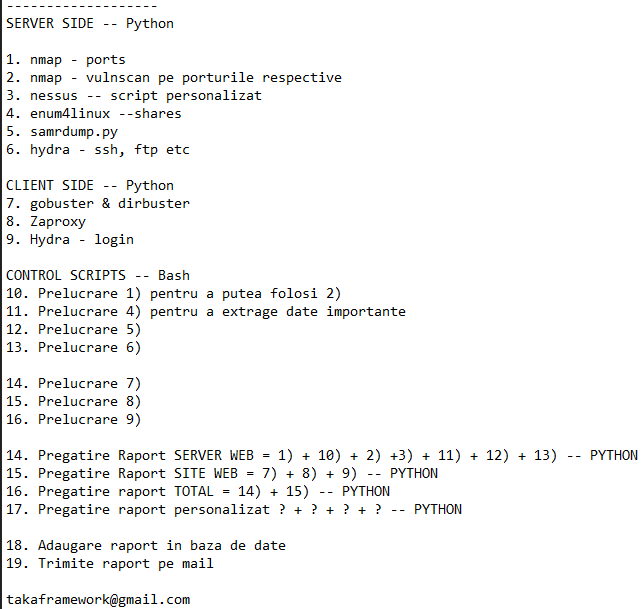 -------------------
SERVER SIDE -- Python
1. nmap - ports
2. nmap - vulnscan pe porturile respective
3. nessus -- script personalizat
4. enum4linux --shares
5. samrdump.py
6. hydra - ssh, ftp etc
CLIENT SIDE -- Python
7. gobuster & dirbuster
8. Zaproxy
9. Hydra - login
CONTROL SCRIPTS -- Bash
10. Prelucrare 1) pentru a putea folosi 2)
11. Prelucrare 4) pentru a extrage date importante
12. Prelucrare 5)
13. Prelucrare 6)
14. Prelucrare 7)
15. Prelucrare 8)
16. Prelucrare 9)
14. Pregatire Raport SERVER WEB = 1) + 10) + 2) +3) + 11) + 12) + 13) -- PYTHON
15. Pregatire Raport SITE WEB = 7) + 8) + 9) -- PYTHON
16. Pregatire raport TOTAL = 14) + 15) -- PYTHON
17. Pregatire raport personalizat ? + ? + ? + ? -- PYTHON
18. Adaugare raport in baza de date
19. Trimite raport pe mail
takaframework@gmail.com